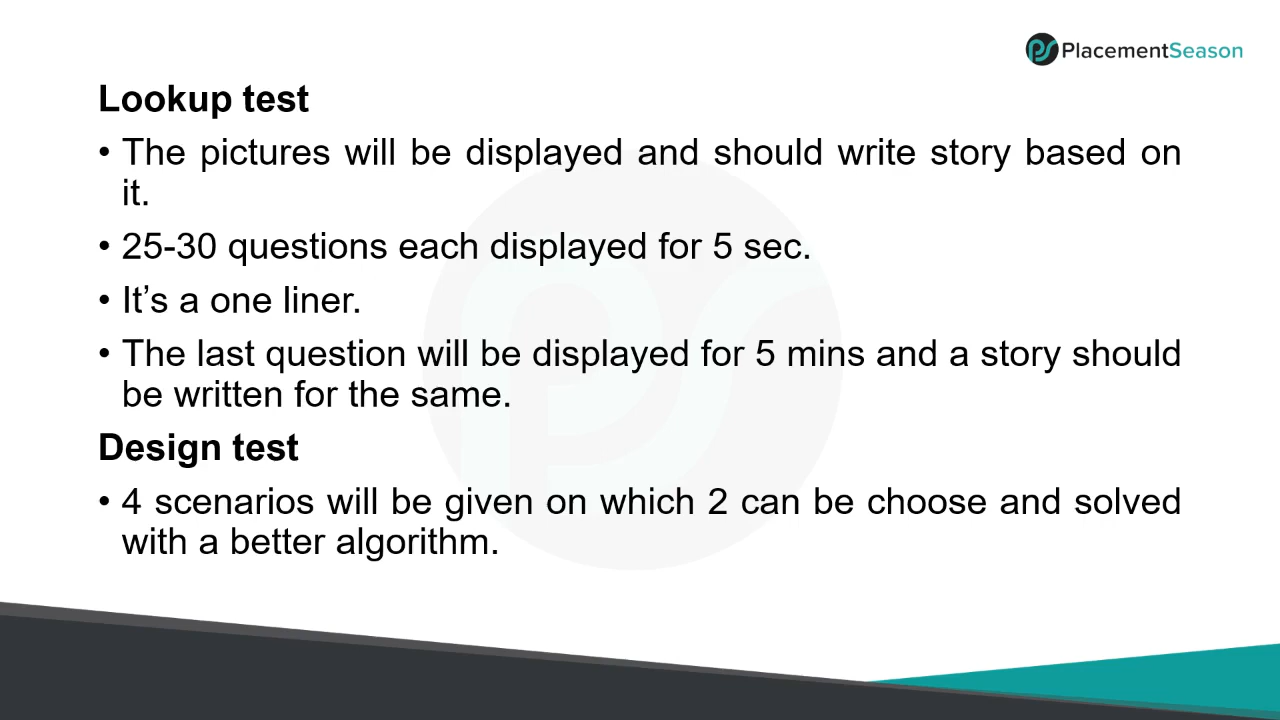 PlacementSeason
Lookup test
• The pictures will be displayed and should write story based on
it.
• 25-30 questions each displayed for 5 sec.
• It’s a one liner.
• The last question will be displayed for 5 mins and a story should
be written for the same.
Design test
• 4 scenarios will be given on which 2 can be choose and solved
with a better algorithm.